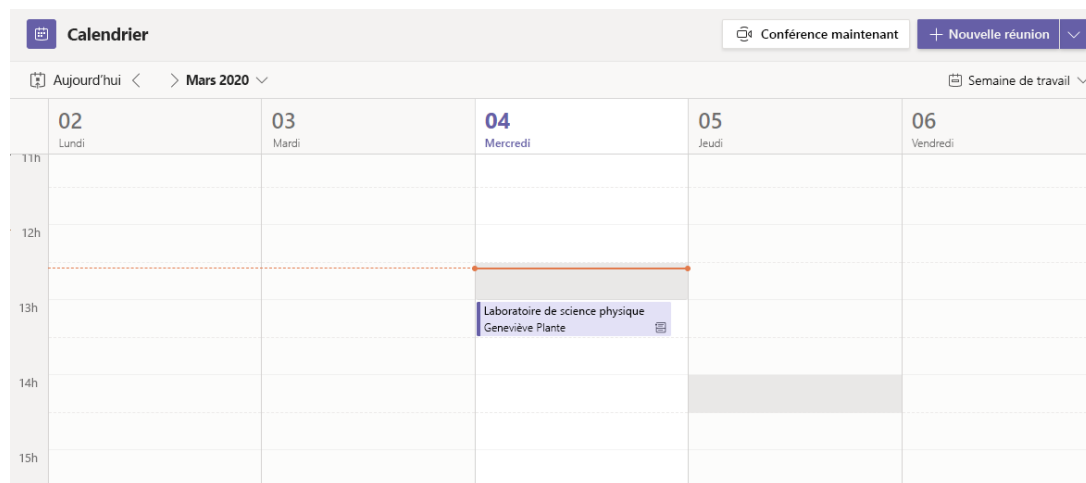 Calendrier
Conférence maintenant
Nouvelle réunion
Aujourd'hui
Mars 2020
Semaine de travail
02
Lundi
03
Mardi
04
Mercredi
05
Jeudi
06
Vendredi
11h
12h
13h
Laboratoire de science physique
Geneviève Plante
14h
15h